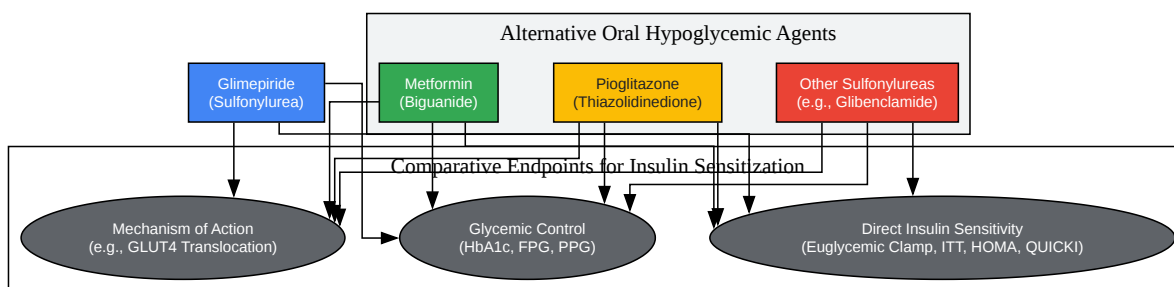 Alternative Oral Hypoglycemic Agents
Glimepiride
(Sulfonylurea)
Metformin
(Biguanide)
Pioglitazone
(Thiazolidinedione)
Other Sulfonylureas
(e.g., Glibenclamide)
Comparative Endpoints for Insulin Sensitization
Mechanism of Action
(e.g., GLUT4 Translocation)
Glycemic Control
(HbA1c, FPG, PPG)
Direct Insulin Sensitivity
(Euglycemic Clamp, ITT, HOMA, QUICKI)